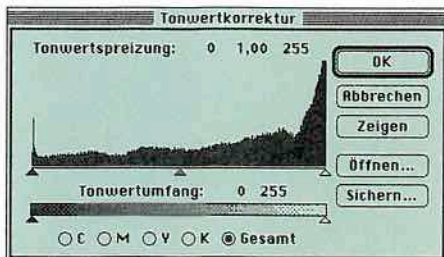 Tonwertkorrektur
Tonwertspreizung: 0 1,00 255
OK
Abbrechen
Zeigen
Öffnen...
Tonwertumfang: 0 255
Sichern...
C M Y K Gesamt